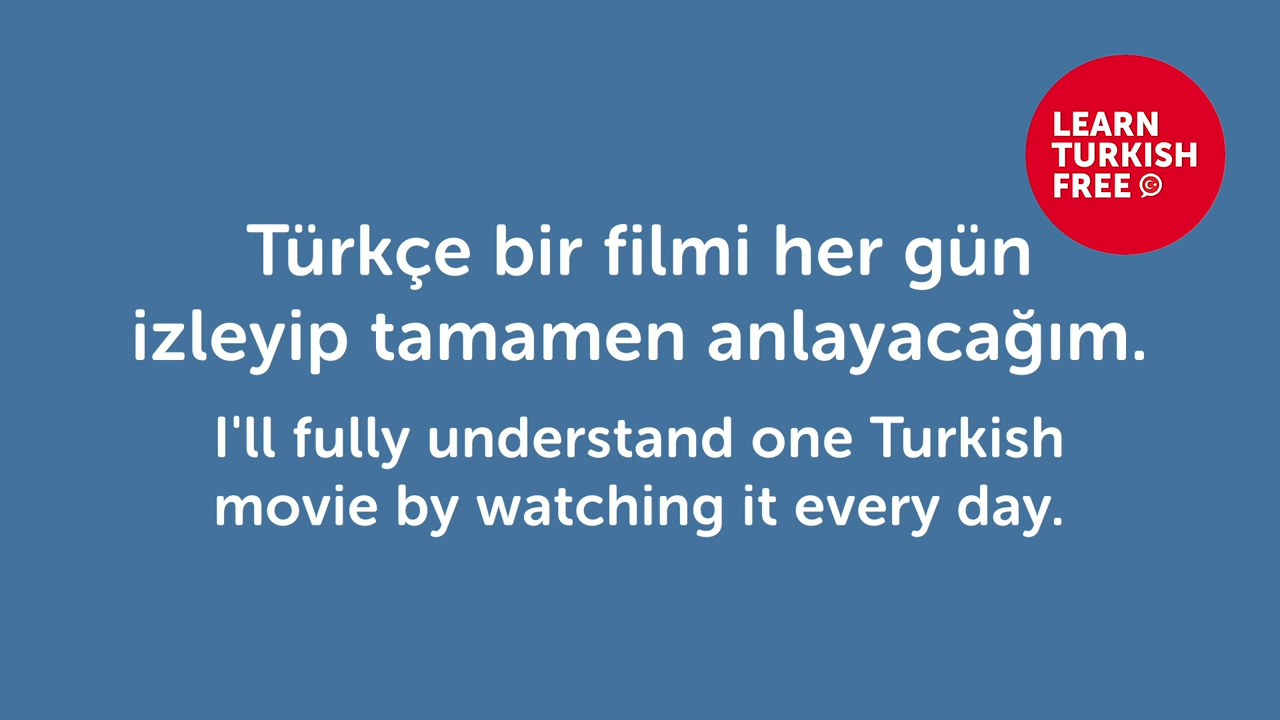 LEARN
TURKISH
FREE
Türkçe bir filmi her gün
izleyip tamamen anlayacağım.
I'll fully understand one Turkish
movie by watching it every day.